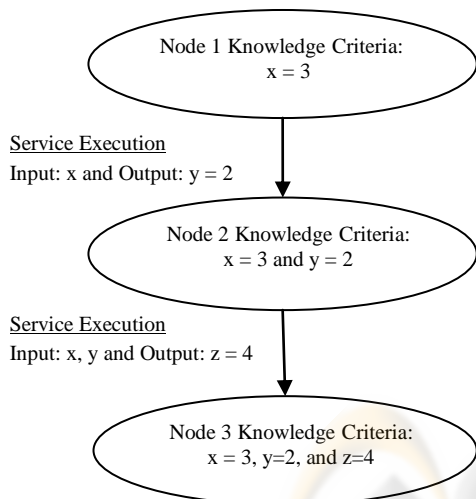 Node 1 Knowledge Criteria:
x = 3
Service Execution
Input: x and Output: y = 2
Node 2 Knowledge Criteria:
x = 3 and y = 2
Service Execution
Input: x, y and Output: z = 4
Node 3 Knowledge Criteria:
x = 3, y=2, and z=4